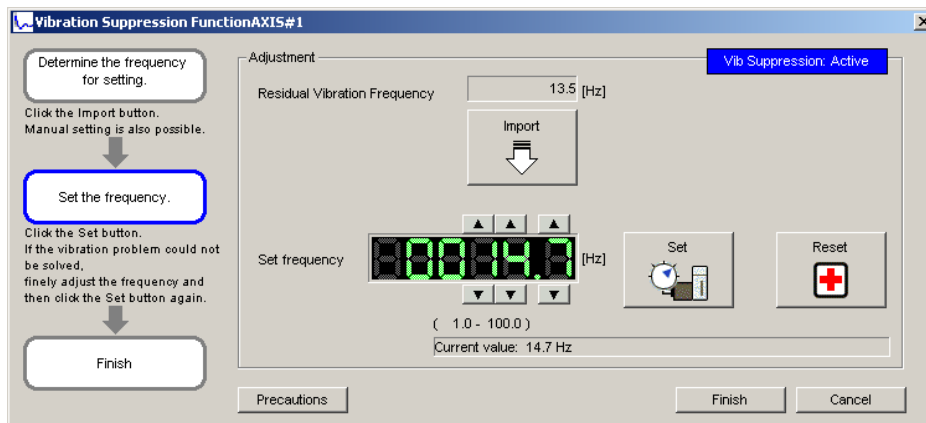 Vibration Suppression FunctionAXIS#1
Determine the frequency
for setting.
Click the Import button.
Manual setting is also possible.
Set the frequency.
Click the Set button.
If the vibration problem could not
be solved,
finely adjust the frequency and
then click the Set button again.
Finish
Adjustment
Vib Suppression: Active
Residual Vibration Frequency 13.5 [Hz]
Import
Set frequency 0014.7 [Hz]
Set
Reset
( 1.0 - 100.0 )
Current value: 14.7 Hz
Precautions
Finish
Cancel